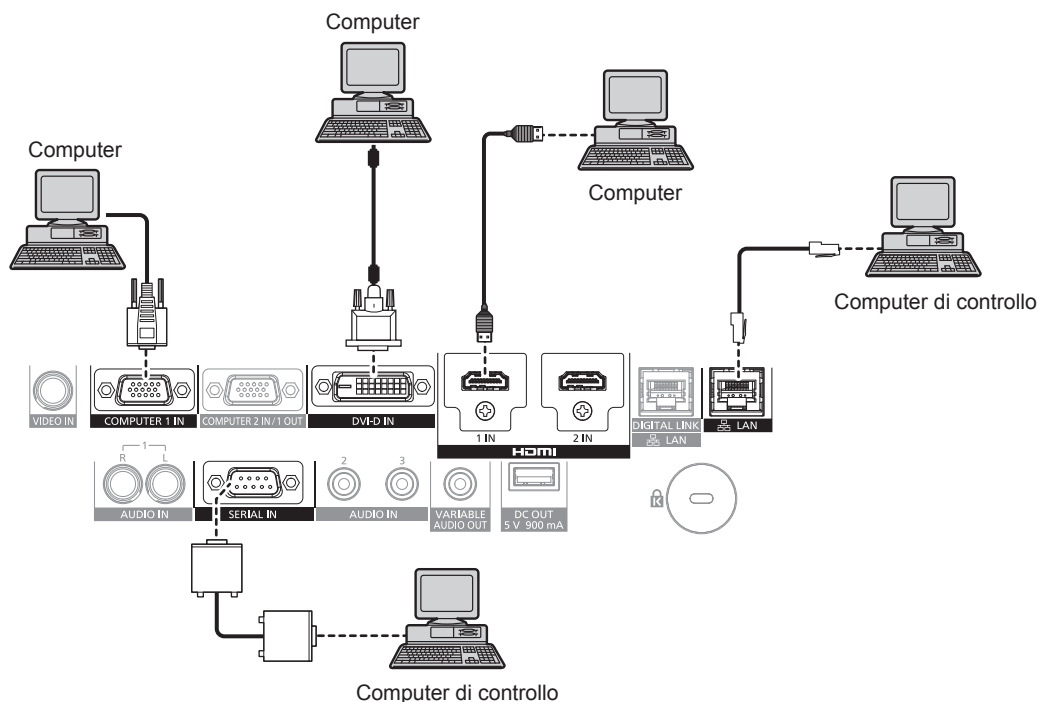 Computer
Computer
Computer
Computer di controllo
VIDEO IN
COMPUTER 1 IN
COMPUTER 2 IN/1 OUT
DVI-D IN
1 IN
2 IN
HDMI
DIGITAL LINK
LAN
LAN
1
R
L
AUDIO IN
SERIAL IN
2
3
AUDIO IN
VARIABLE
AUDIO OUT
DC OUT
5 V 900 mA
K
Computer di controllo